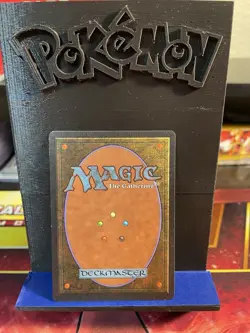 POKéMON
MAGIC
The Gathering
DECKMASTER